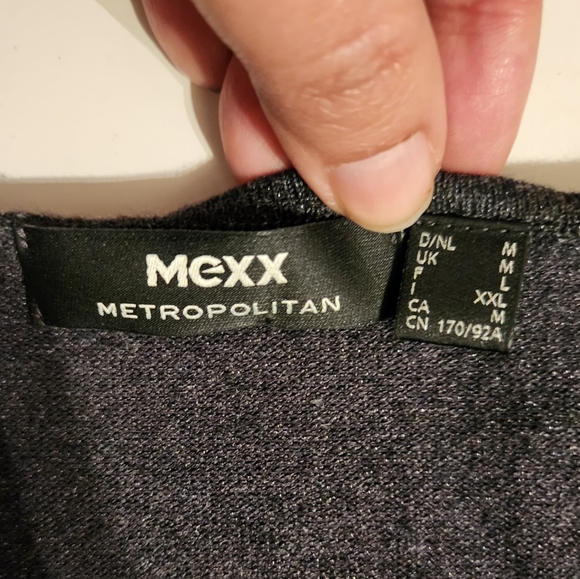 Mexx
METROPOLITAN
D/NL M
UK M
F L
I XXL
CA M
CN 170/92A